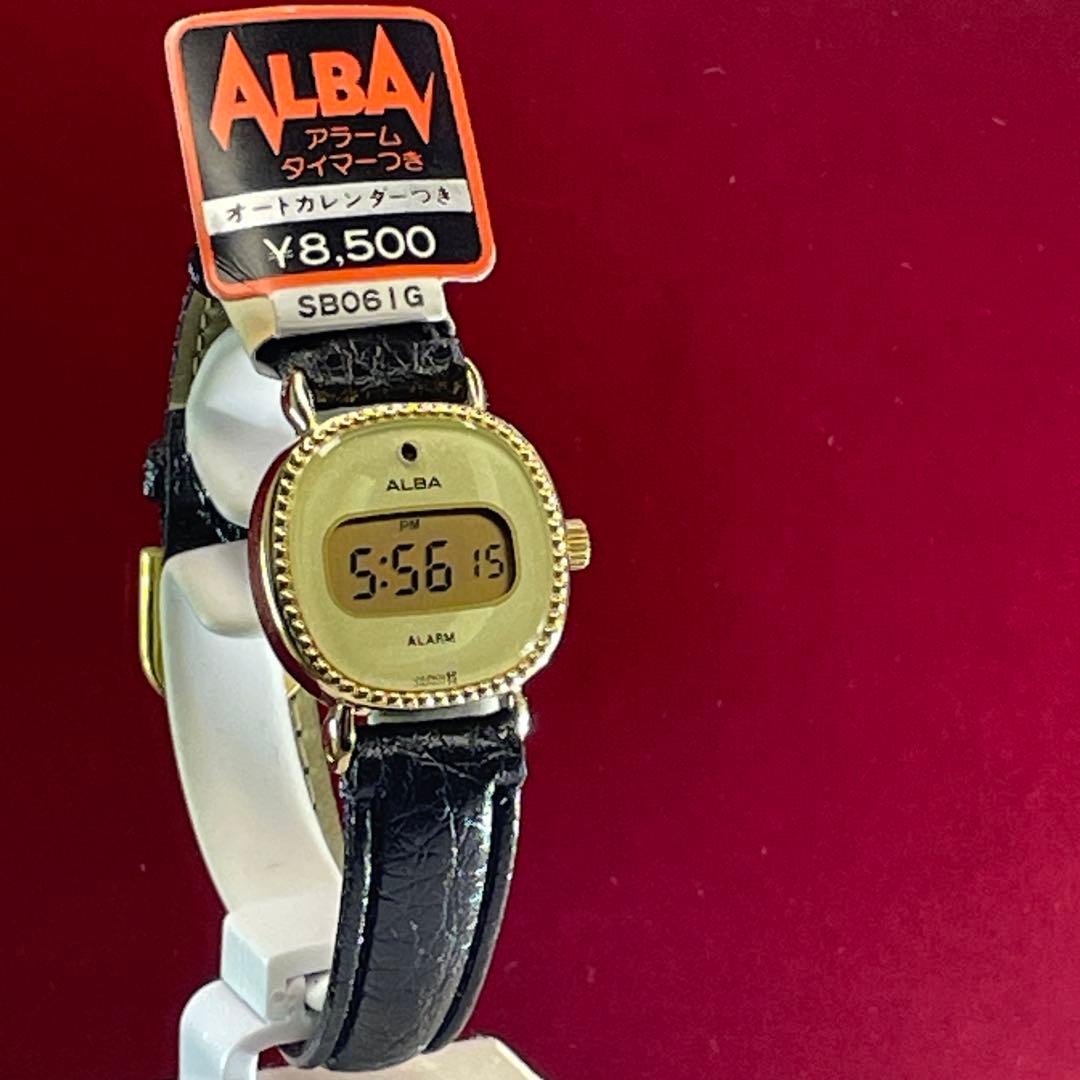 ALBA
アラーム
タイマーつき
オートカレンダーつき
¥8,500
SB061G
ALBA
PM
5:56 15
ALARM